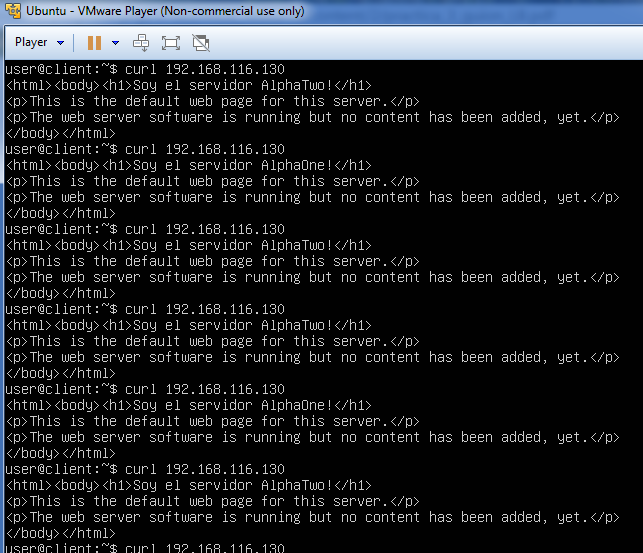 Ubuntu - VMware Player (Non-commercial use only)
Player
user@client:~$ curl 192.168.116.130
<html><body><h1>Soy el servidor AlphaTwo!</h1>
<p>This is the default web page for this server.</p>
<p>The web server software is running but no content has been added, yet.</p>
</body></html>
user@client:~$ curl 192.168.116.130
<html><body><h1>Soy el servidor AlphaOne!</h1>
<p>This is the default web page for this server.</p>
<p>The web server software is running but no content has been added, yet.</p>
</body></html>
user@client:~$ curl 192.168.116.130
<html><body><h1>Soy el servidor AlphaTwo!</h1>
<p>This is the default web page for this server.</p>
<p>The web server software is running but no content has been added, yet.</p>
</body></html>
user@client:~$ curl 192.168.116.130
<html><body><h1>Soy el servidor AlphaTwo!</h1>
<p>This is the default web page for this server.</p>
<p>The web server software is running but no content has been added, yet.</p>
</body></html>
user@client:~$ curl 192.168.116.130
<html><body><h1>Soy el servidor AlphaOne!</h1>
<p>This is the default web page for this server.</p>
<p>The web server software is running but no content has been added, yet.</p>
</body></html>
user@client:~$ curl 192.168.116.130
<html><body><h1>Soy el servidor AlphaTwo!</h1>
<p>This is the default web page for this server.</p>
<p>The web server software is running but no content has been added, yet.</p>
</body></html>
user@client:~$ curl 192.168.116.130